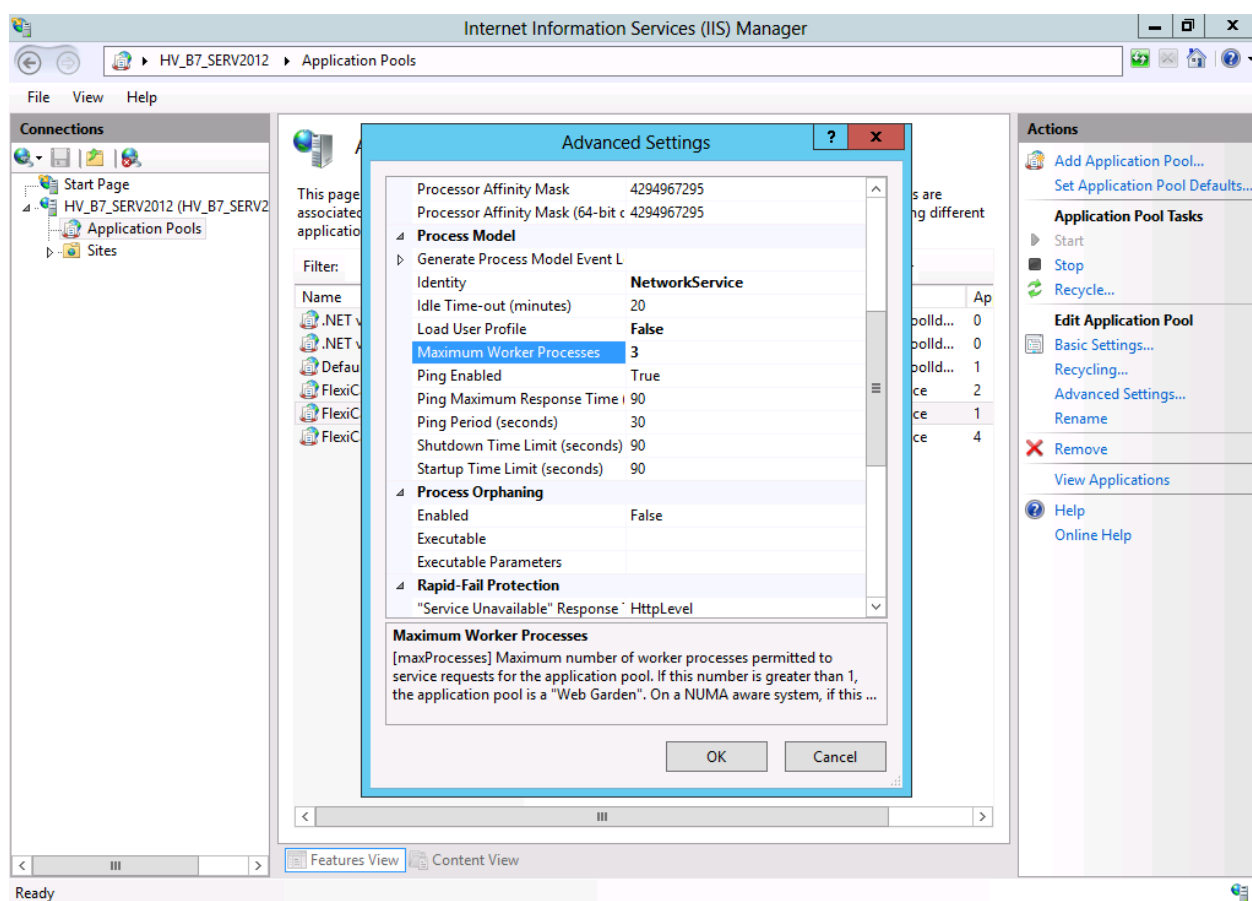 Internet Information Services (IIS) Manager
HV_B7_SERV2012 Application Pools
File View Help
Connections
Start Page
HV_B7_SERV2012 (HV_B7_SERV2
Application Pools
Sites
This page
associated
applicatio
Filter:
Name
.NET v
.NET v
Defau
FlexiC
FlexiC
FlexiC
Advanced Settings
? x
Processor Affinity Mask 4294967295
Processor Affinity Mask (64-bit c 4294967295
Process Model
Generate Process Model Event L
Identity NetworkService
Idle Time-out (minutes) 20
Load User Profile False
Maximum Worker Processes 3
Ping Enabled True
Ping Maximum Response Time ( 90
Ping Period (seconds) 30
Shutdown Time Limit (seconds) 90
Startup Time Limit (seconds) 90
Process Orphaning
Enabled False
Executable
Executable Parameters
Rapid-Fail Protection
"Service Unavailable" Response HttpLevel
Maximum Worker Processes
[maxProcesses] Maximum number of worker processes permitted to
service requests for the application pool. If this number is greater than 1,
the application pool is a "Web Garden". On a NUMA aware system, if this ...
OK Cancel
s are
ng different
Ap
oolld... 0
oolld... 0
oolld... 1
ce 2
ce 1
ce 4
Features View Content View
Actions
Add Application Pool...
Set Application Pool Defaults...
Application Pool Tasks
Start
Stop
Recycle...
Edit Application Pool
Basic Settings...
Recycling...
Advanced Settings...
Rename
Remove
View Applications
Help
Online Help
Ready